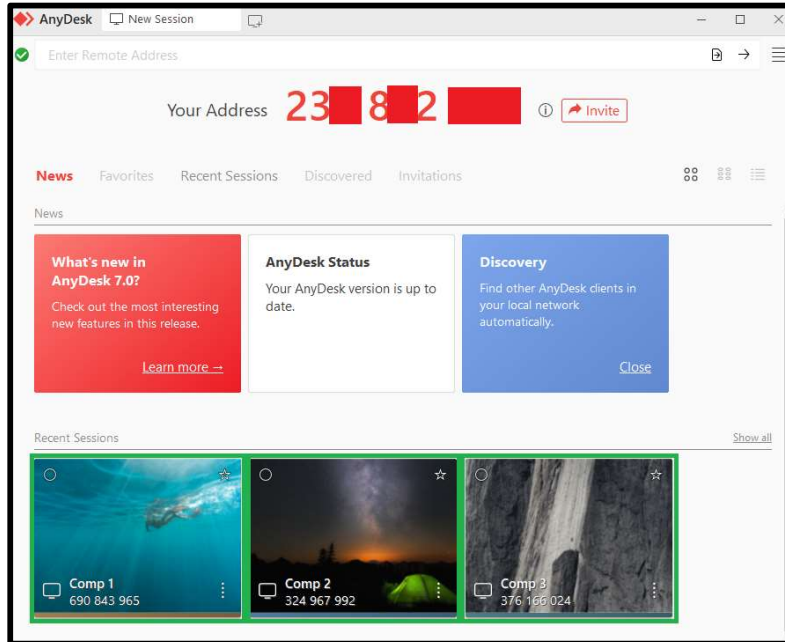 AnyDesk New Session
Enter Remote Address
Your Address 23 8 2 Invite
News Favorites Recent Sessions Discovered Invitations
News
What's new in
AnyDesk 7.0?
Check out the most interesting
new features in this release.
Learn more →
AnyDesk Status
Your AnyDesk version is up to
date.
Discovery
Find other AnyDesk clients in
your local network
automatically.
Close
Recent Sessions Show all
Comp 1
690 843 965
Comp 2
324 967 992
Comp 3
376 166 024